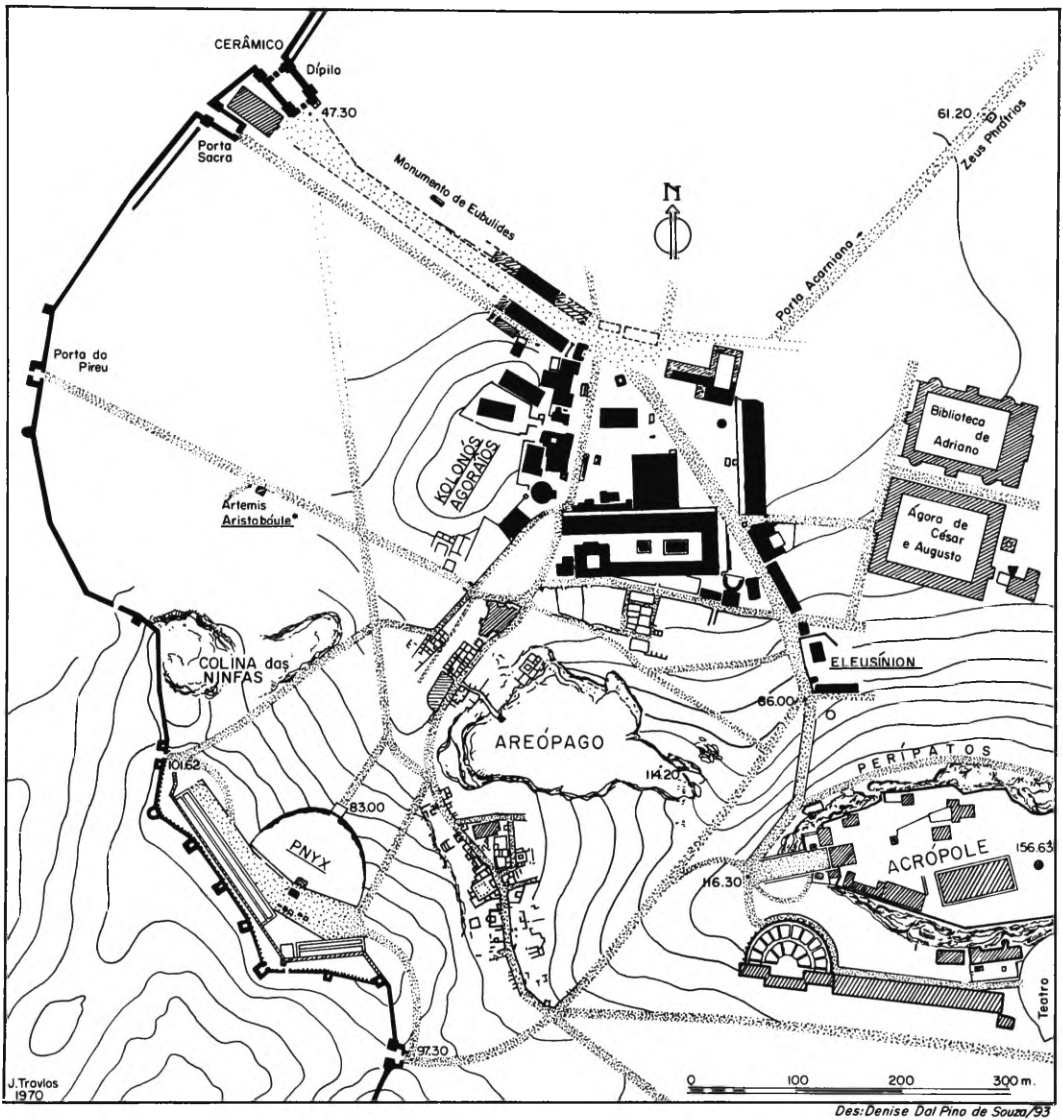 CERÂMICO
Dípilo
47.30
61.20
Zeus Phrátrios
Porta
Sacra
Monumento de Eubulides
N
Porta Acarniana
Porta do
Pireu
Biblioteca
de
Adriano
KOLONÓS
AGORAIOS
Ártemis
Aristoboúle
Ágora de
César
e Augusto
COLINA das
NINFAS
ELEUSÍNION
86.00
AREÓPAGO
114.20
PERÍPATOS
101.62
83.00
PNYX
ACRÓPOLE
156.63
116.30
Teatro
97.30
J. Travlos
1970
0 100 200 300 m.
Des: Denise Dal Pino de Souza/93